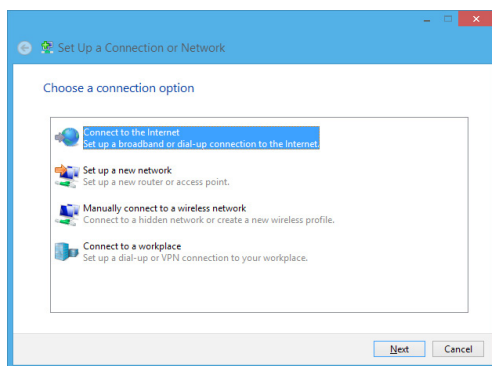 Set Up a Connection or Network
Choose a connection option
Connect to the Internet
Set up a broadband or dial-up connection to the Internet.
Set up a new network
Set up a new router or access point.
Manually connect to a wireless network
Connect to a hidden network or create a new wireless profile.
Connect to a workplace
Set up a dial-up or VPN connection to your workplace.
Next Cancel